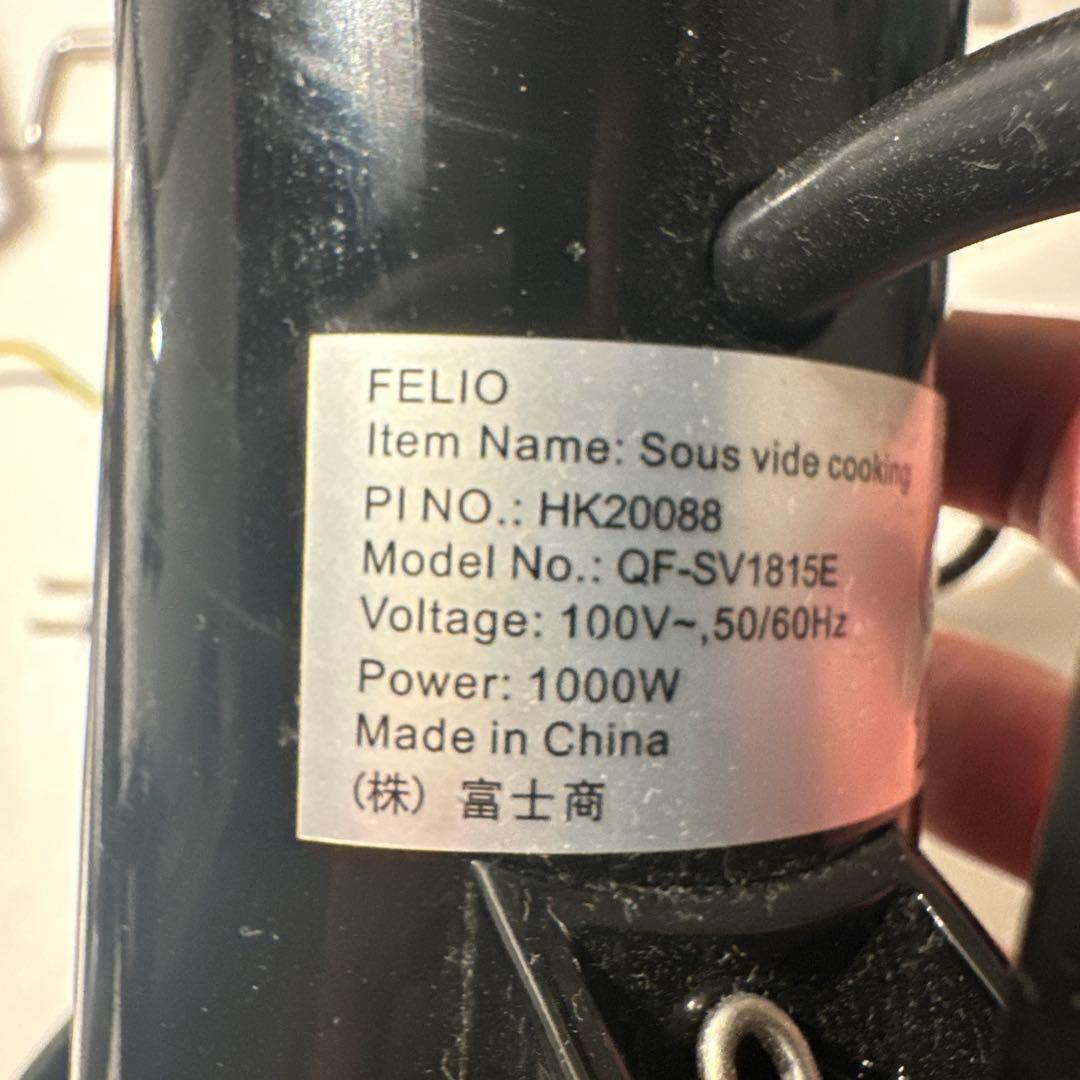 FELIO
Item Name: Sous vide cooking
PI NO.: HK20088
Model No.: QF-SV1815E
Voltage: 100V~,50/60Hz
Power: 1000W
Made in China
(株) 富士商